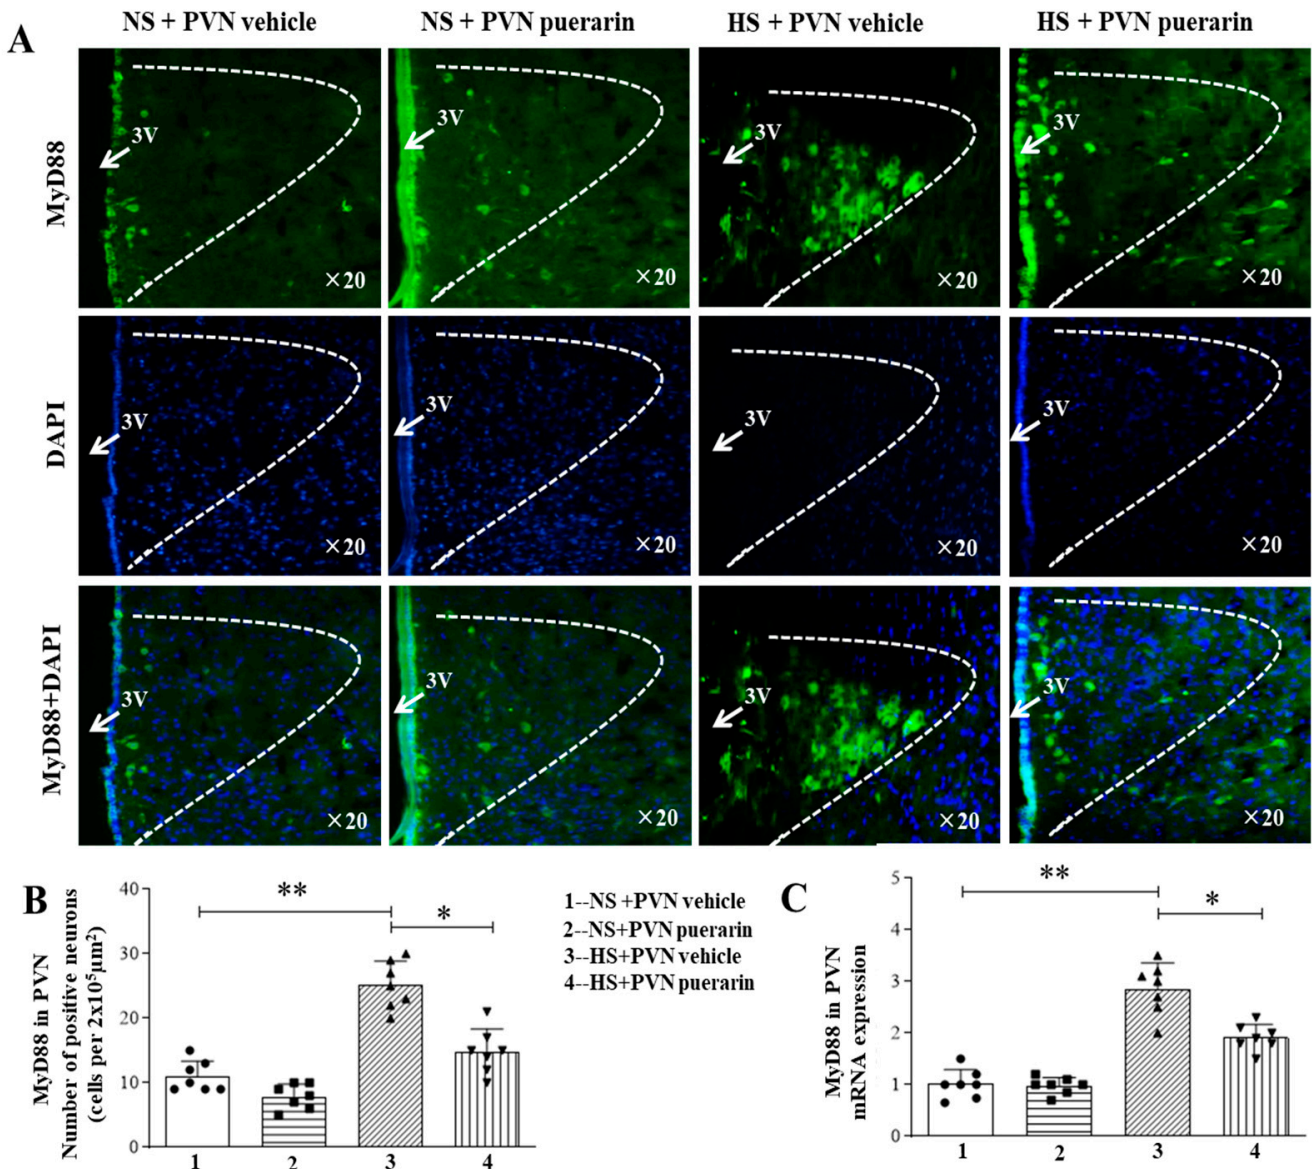 A
NS + PVN vehicle
NS + PVN puerarin
HS + PVN vehicle
HS + PVN puerarin
MyD88
3V
×20
3V
×20
3V
×20
3V
×20
DAPI
3V
×20
3V
×20
3V
×20
3V
×20
MyD88+DAPI
3V
×20
3V
×20
3V
×20
3V
×20
B
MyD88 in PVN
Number of positive neurons
(cells per 2x10⁵μm²)
40
30
20
10
0
**
*
1
2
3
4
1--NS +PVN vehicle
2--NS+PVN puerarin
3--HS+PVN vehicle
4--HS+PVN puerarin
C
MyD88 in PVN
mRNA expression
5
4
3
2
1
0
**
*
1
2
3
4